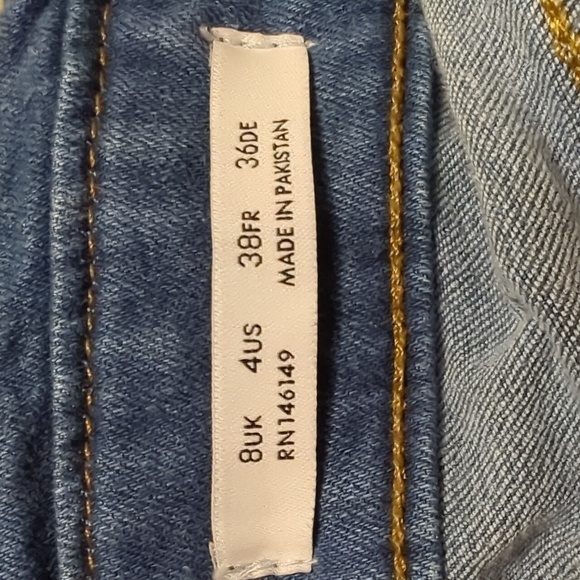 8UK 4US 38FR 36DE
RN146149 MADE IN PAKISTAN